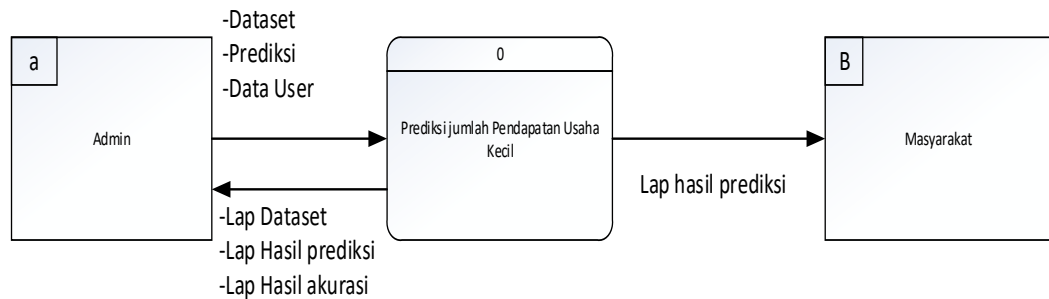 -Dataset
-Prediksi
-Data User
a
Admin
0
Prediksi jumlah Pendapatan Usaha
Kecil
B
Masyarakat
Lap hasil prediksi
-Lap Dataset
-Lap Hasil prediksi
-Lap Hasil akurasi